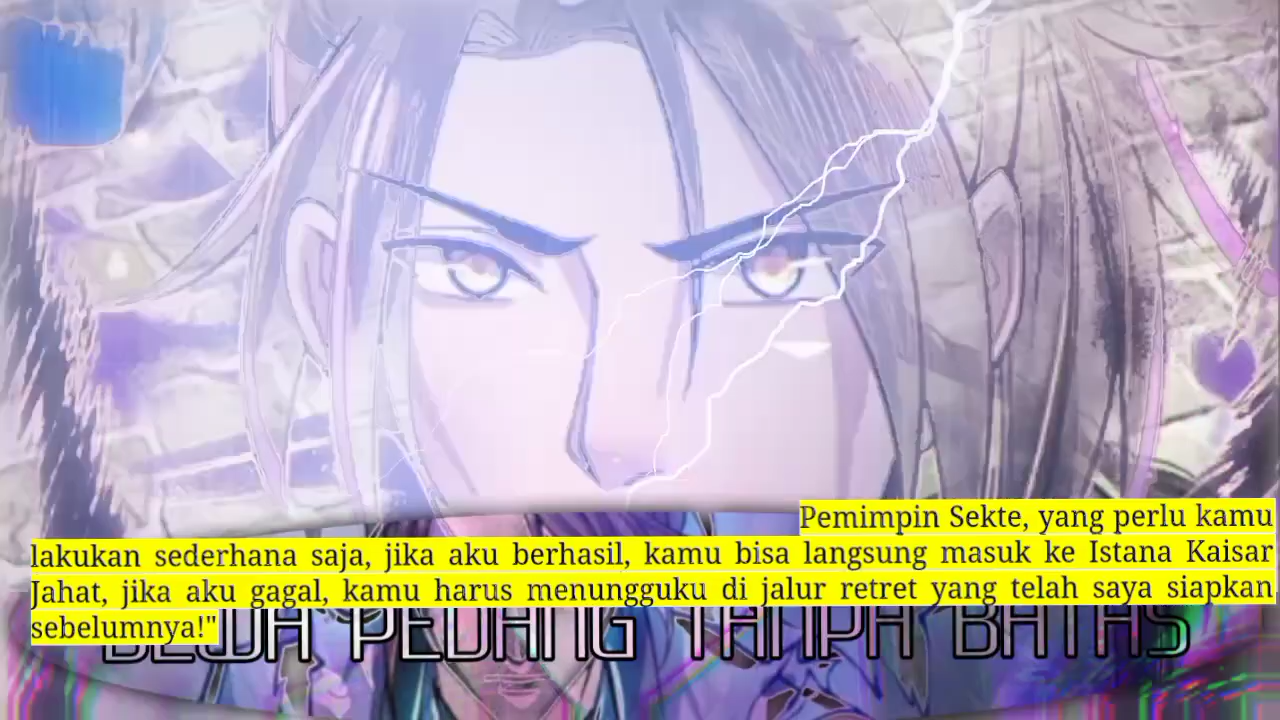 Pemimpin Sekte, yang perlu kamu
lakukan sederhana saja, jika aku berhasil, kamu bisa langsung masuk ke Istana Kaisar
Jahat, jika aku gagal, kamu harus menungguku di jalur retret yang telah saya siapkan
sebelumnya!"
DEWA PEDANG TANPA BATAS